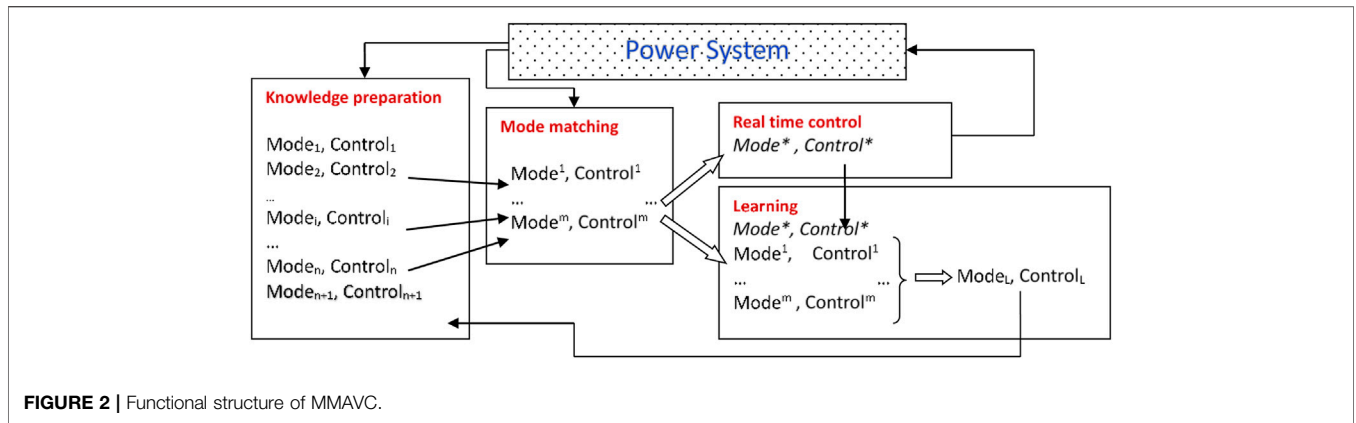 Power System
Knowledge preparation
Mode₁, Control₁
Mode₂, Control₂
...
Modeᵢ, Controlᵢ
...
Modeₙ, Controlₙ
Modeₙ₊₁, Controlₙ₊₁
Mode matching
Mode¹, Control¹
... ...
Modeᵐ, Controlᵐ
Real time control
Mode* , Control*
Learning
Mode*, Control*
Mode¹, Control¹
... ...
Modeᵐ , Controlᵐ
Mode_L, Control_L
FIGURE 2 | Functional structure of MMAVC.